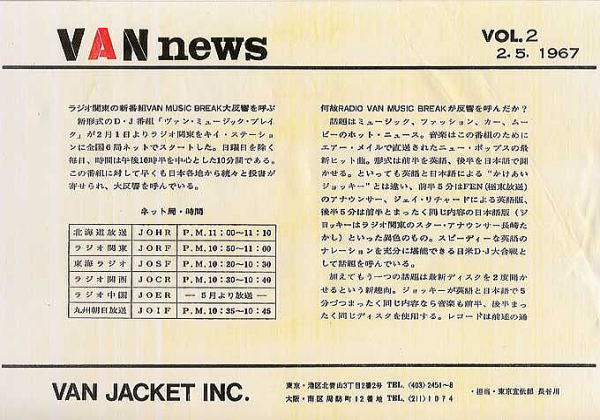 VAN news
VOL.2
2.5.1967
ラジオ関東の新番組VAN MUSIC BREAK大反響を呼ぶ
新形式のD・J番組「ヴァン・ミュージック・ブレイ
ク」が2月1日よりラジオ関東をキイ・ステーショ
ンに全国6局ネットでスタートした。日曜日を除く
毎日、時間は午後10時半を中心とした10分間である。
この番組に対して早くも日本各地から続々と投書が
寄せられ、大反響を呼んでいる。
ネット局・時間
北海道放送 JOHR P.M.11:00~11:10
ラジオ関東 JORF P.M.10:50~11:00
東海ラジオ JOSF P.M.10:20~10:30
ラジオ関西 JOCR P.M.10:30~10:40
ラジオ中国 JOER ―5月より放送―
九州朝日放送 JOIF P.M.10:35~10:45
何故RADIO VAN MUSIC BREAKが反響を呼んだか?
話題はミュージック、ファッション、カー、ムー
ビーのホット・ニュース。音楽はこの番組のために
エアー・メイルで直送されたニュー・ポップスの最
新ヒット曲。形式は前半を英語、後半を日本語で聞
かせる。といっても英語と日本語による"かけあい
ジョッキー"とは違い、前半5分はFEN(極東放送)
のアナウンサー、ジェイ・リチャードによる英語版、
後半5分は前半とまったく同じ内容の日本語版(ジ
ョッキーはラジオ関東のスター・アナウンサー長崎た
かし)といった異色のもの。スピーディーな英語の
ナレーションを充分に堪能できる日米D・J大合戦と
して話題を呼んでいる。
加えてもう一つの話題は最新ディスクを2度聞か
せるという新趣向。ジョッキーが英語と日本語で5
分づつまったく同じ内容なら音楽も前半、後半まっ
たく同じディスクを使用する。レコードは前述の通
VAN JACKET INC.
東京・港区北青山3丁目2番2号 TEL.(403)2451~8
大阪・南区周防町12番地 TEL.(211)1074
・担当・東京宣伝部 長谷川